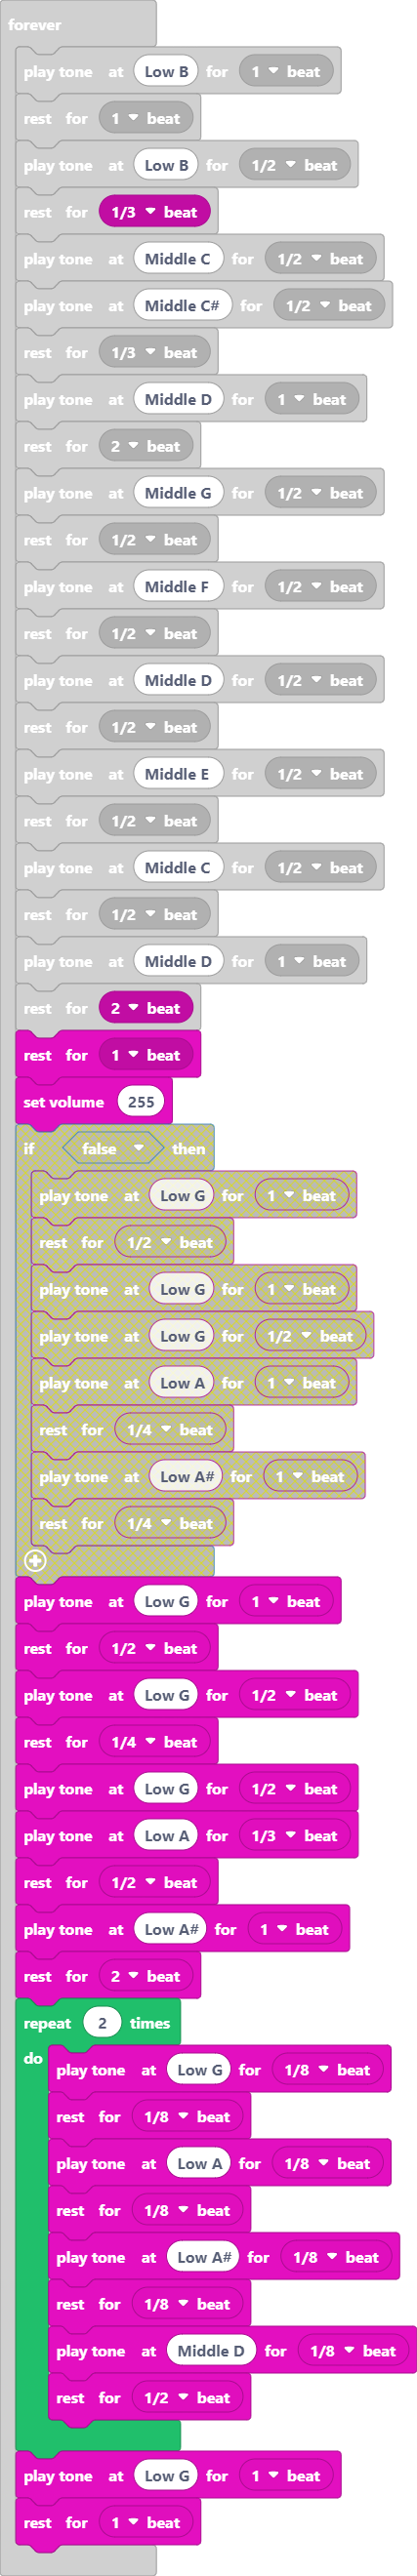 forever
play tone at Low B for 1 beat
rest for 1 beat
play tone at Low B for 1/2 beat
rest for 1/3 beat
play tone at Middle C for 1/2 beat
play tone at Middle C# for 1/2 beat
rest for 1/3 beat
play tone at Middle D for 1 beat
rest for 2 beat
play tone at Middle G for 1/2 beat
rest for 1/2 beat
play tone at Middle F for 1/2 beat
rest for 1/2 beat
play tone at Middle D for 1/2 beat
rest for 1/2 beat
play tone at Middle E for 1/2 beat
rest for 1/2 beat
play tone at Middle C for 1/2 beat
rest for 1/2 beat
play tone at Middle D for 1 beat
rest for 2 beat
rest for 1 beat
set volume 255
if false then
play tone at Low G for 1 beat
rest for 1/2 beat
play tone at Low G for 1 beat
play tone at Low G for 1/2 beat
play tone at Low A for 1 beat
rest for 1/4 beat
play tone at Low A# for 1 beat
rest for 1/4 beat
play tone at Low G for 1 beat
rest for 1/2 beat
play tone at Low G for 1/2 beat
rest for 1/4 beat
play tone at Low G for 1/2 beat
play tone at Low A for 1/3 beat
rest for 1/2 beat
play tone at Low A# for 1 beat
rest for 2 beat
repeat 2 times
do play tone at Low G for 1/8 beat
rest for 1/8 beat
play tone at Low A for 1/8 beat
rest for 1/8 beat
play tone at Low A# for 1/8 beat
rest for 1/8 beat
play tone at Middle D for 1/8 beat
rest for 1/2 beat
play tone at Low G for 1 beat
rest for 1 beat